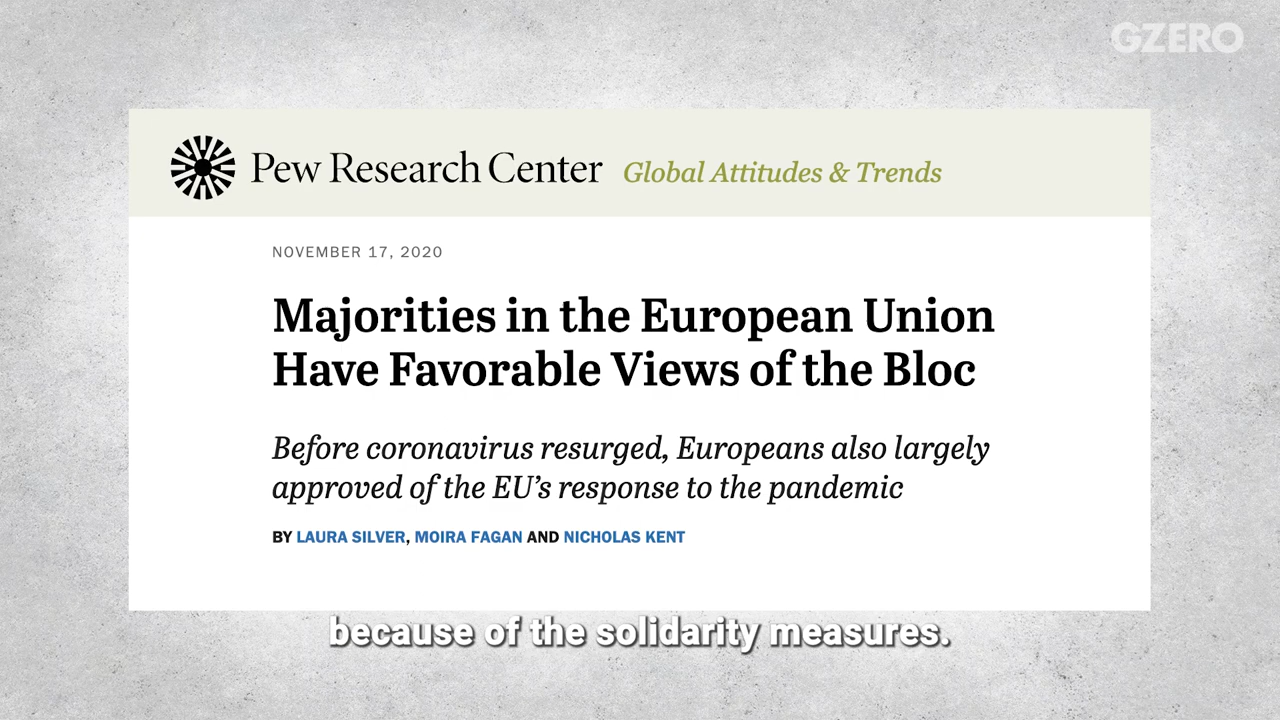 GZERO
Pew Research Center Global Attitudes & Trends
NOVEMBER 17, 2020
Majorities in the European Union
Have Favorable Views of the Bloc
Before coronavirus resurged, Europeans also largely
approved of the EU’s response to the pandemic
BY LAURA SILVER, MOIRA FAGAN AND NICHOLAS KENT
because of the solidarity measures.